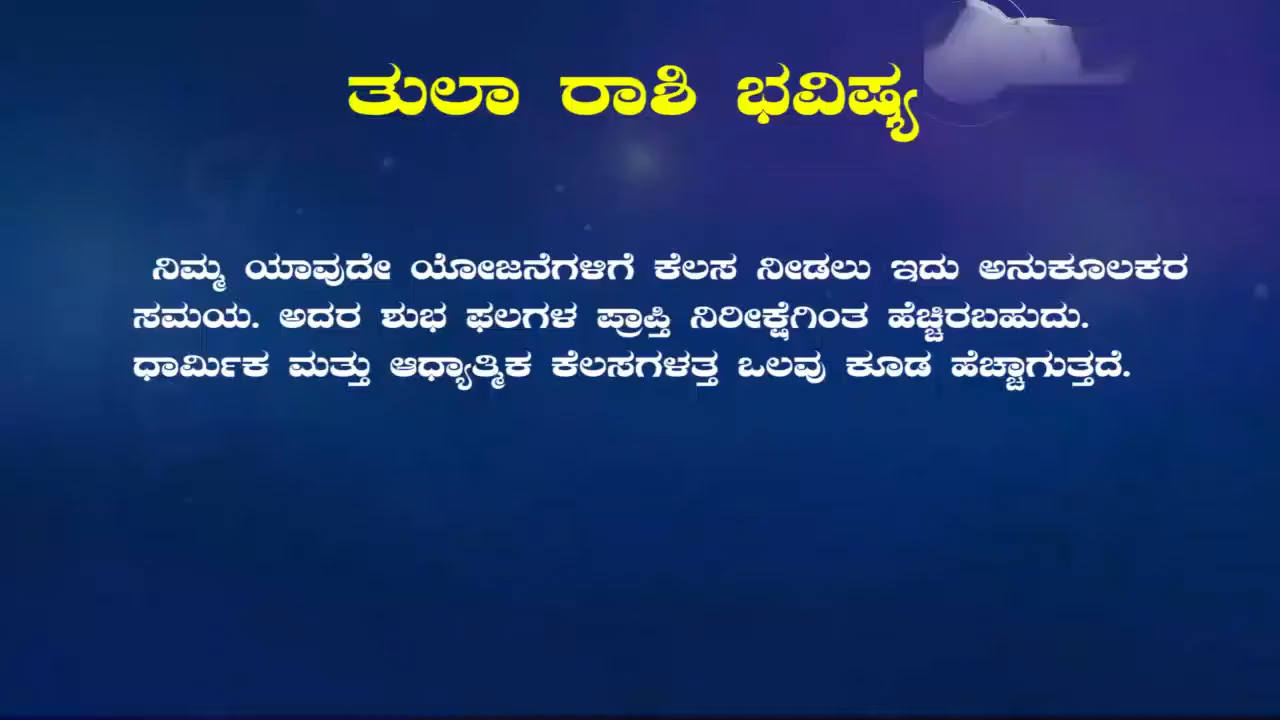 ತುಲಾ ರಾಶಿ ಭವಿಷ್ಯ
ನಿಮ್ಮ ಯಾವುದೇ ಯೋಜನೆಗಳಿಗೆ ಕೆಲಸ ನೀಡಲು ಇದು ಅನುಕೂಲಕರ
ಸಮಯ. ಅದರ ಶುಭ ಫಲಗಳ ಪ್ರಾಪ್ತಿ ನಿರೀಕ್ಷೆಗಿಂತ ಹೆಚ್ಚಿರಬಹುದು.
ಧಾರ್ಮಿಕ ಮತ್ತು ಆಧ್ಯಾತ್ಮಿಕ ಕೆಲಸಗಳತ್ತ ಒಲವು ಕೂಡ ಹೆಚ್ಚಾಗುತ್ತದೆ.